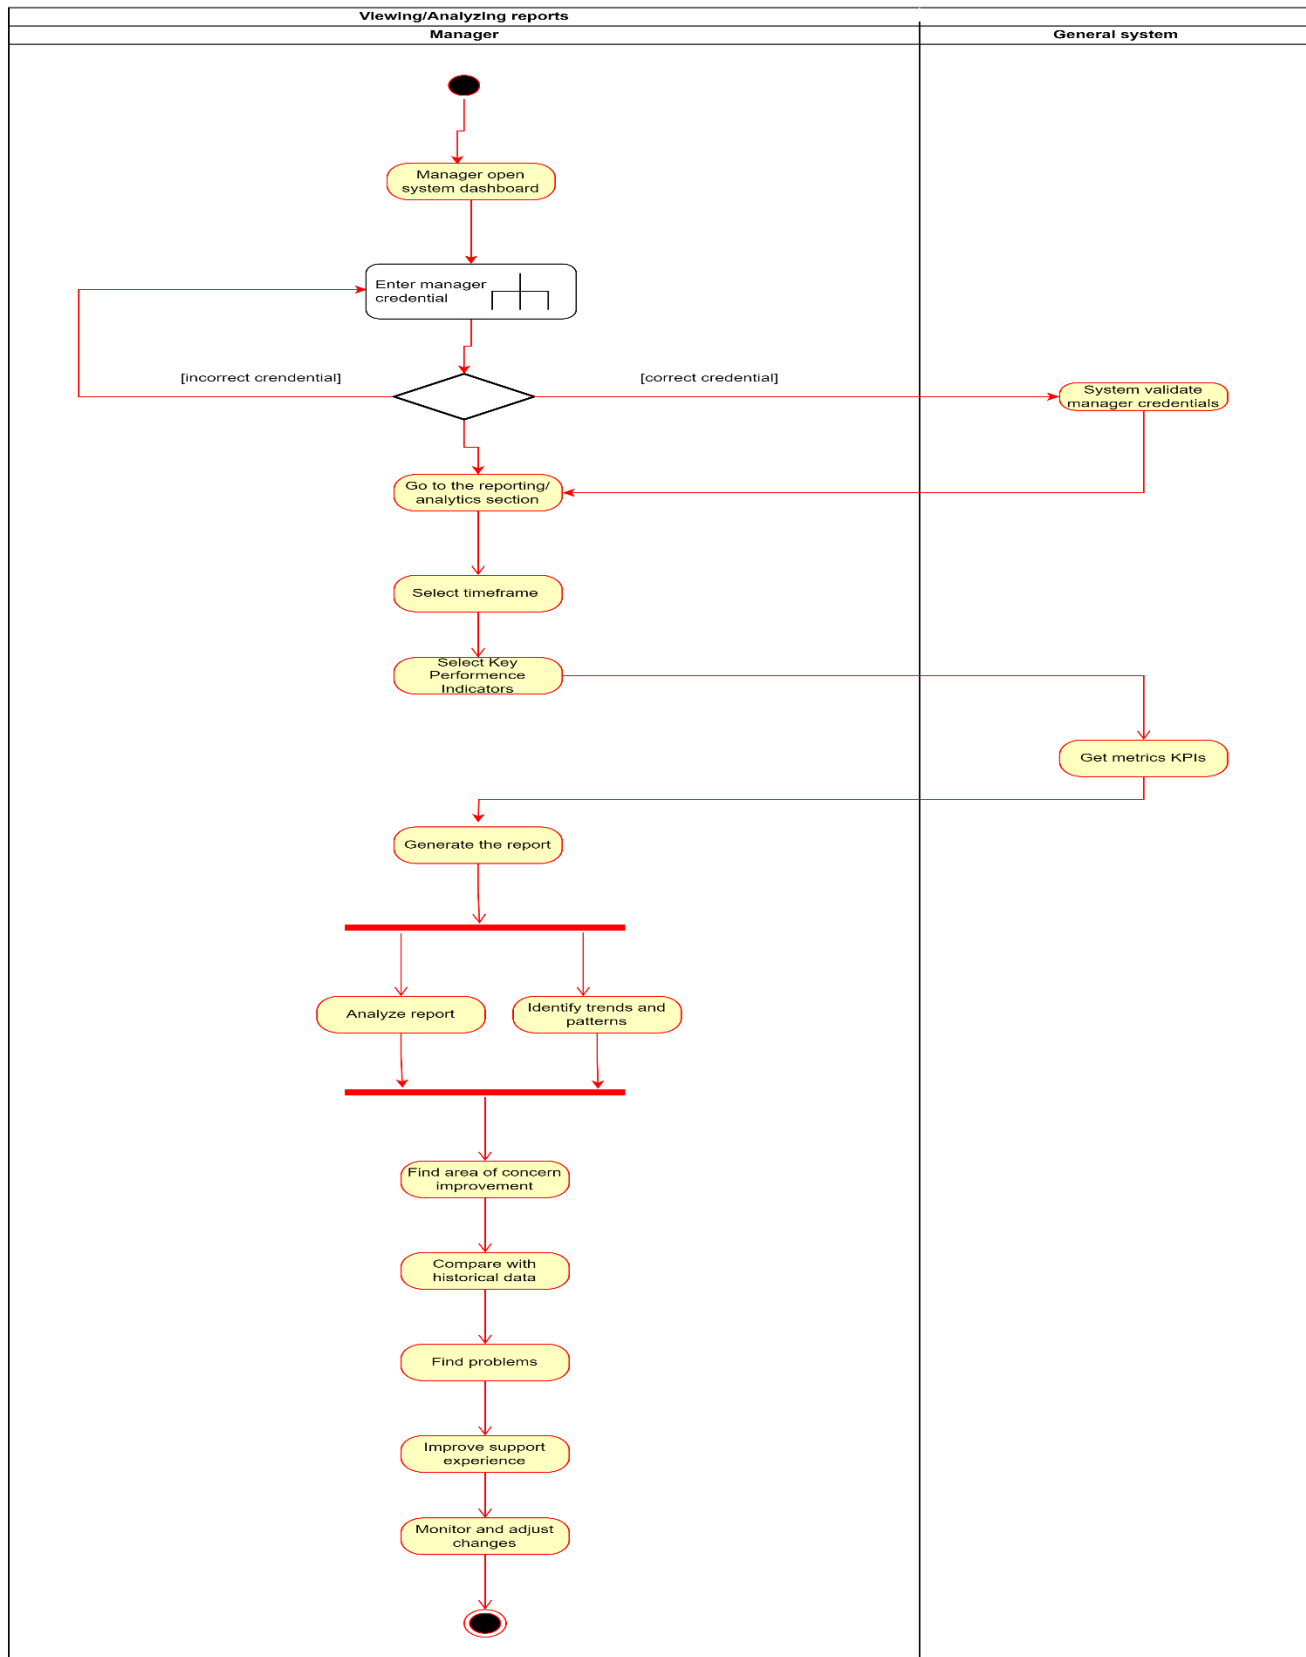 Viewing/Analyzing reports
Manager
General system
Manager open
system dashboard
Enter manager
credential
[incorrect crendential]
[correct credential]
System validate
manager credentials
Go to the reporting/
analytics section
Select timeframe
Select Key
Performence
Indicators
Get metrics KPIs
Generate the report
Analyze report
Identify trends and
patterns
Find area of concern
improvement
Compare with
historical data
Find problems
Improve support
experience
Monitor and adjust
changes